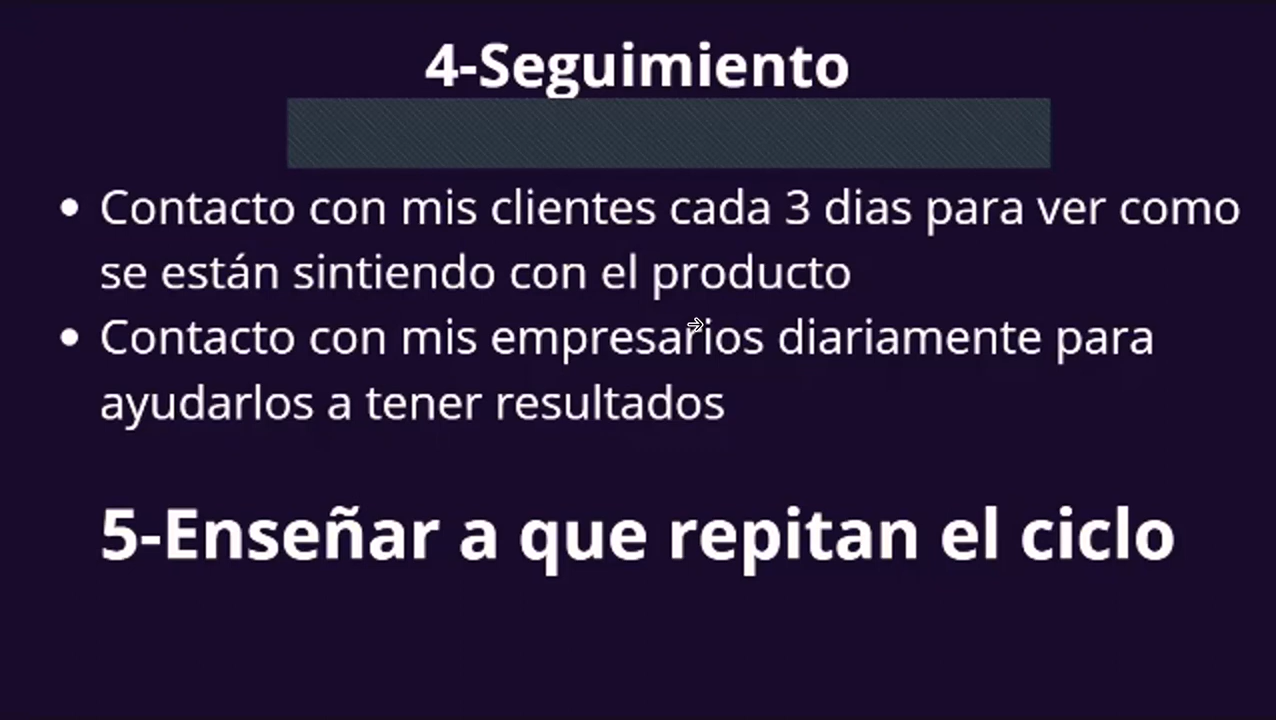 4-Seguimiento
• Contacto con mis clientes cada 3 dias para ver como
se están sintiendo con el producto
• Contacto con mis empresarios diariamente para
ayudarlos a tener resultados
5-Enseñar a que repitan el ciclo